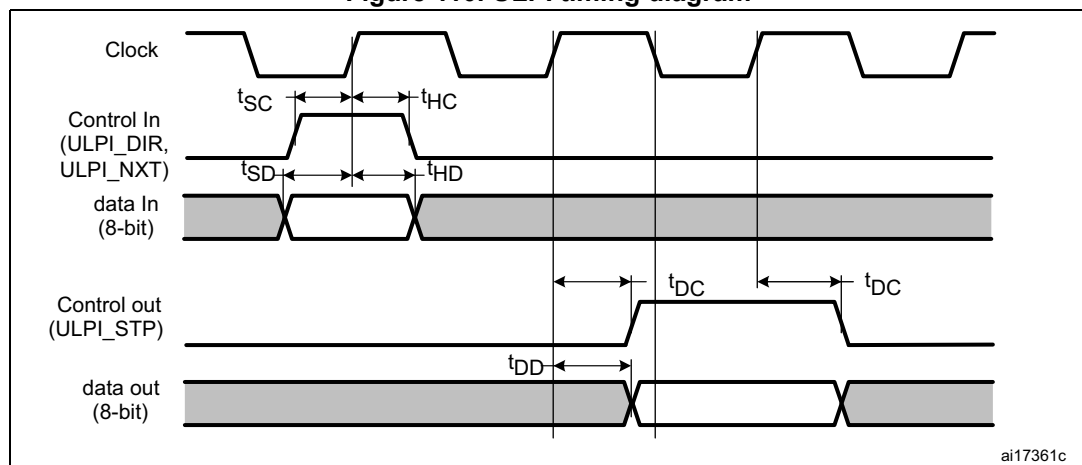 Clock
tSC
tHC
Control In
(ULPI_DIR,
ULPI_NXT)
tSD
tHD
data In
(8-bit)
tDC
tDC
Control out
(ULPI_STP)
tDD
data out
(8-bit)
ai17361c